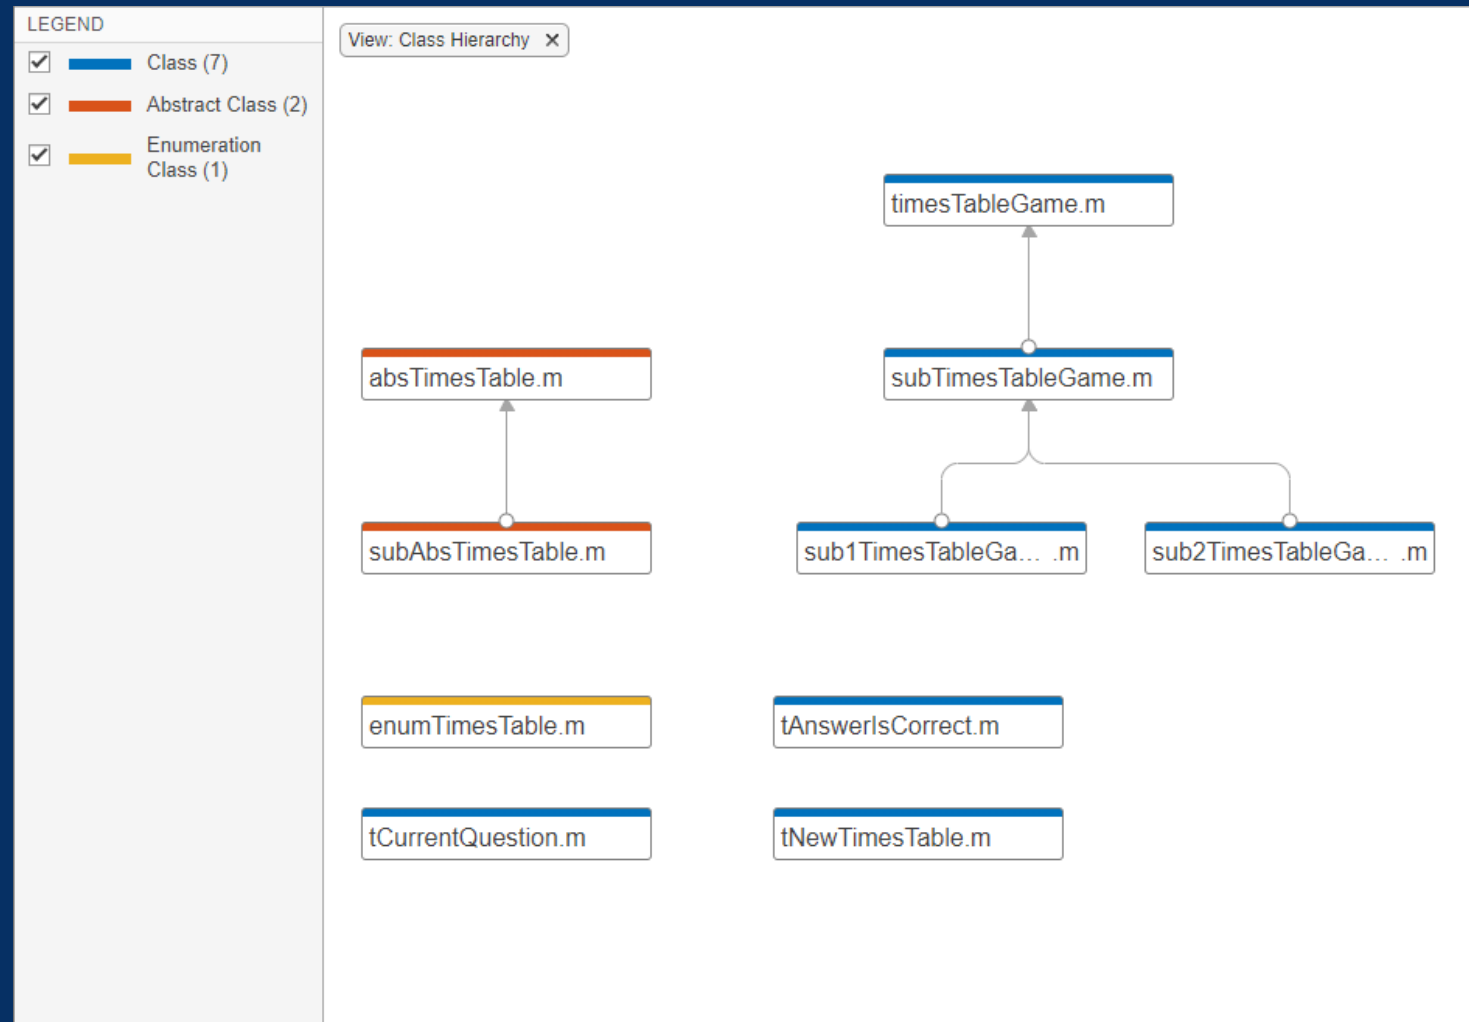 LEGEND
Class (7)
Abstract Class (2)
Enumeration
Class (1)
View: Class Hierarchy
timesTableGame.m
absTimesTable.m
subTimesTableGame.m
subAbsTimesTable.m
sub1TimesTableGa... .m
sub2TimesTableGa... .m
enumTimesTable.m
tAnswerIsCorrect.m
tCurrentQuestion.m
tNewTimesTable.m